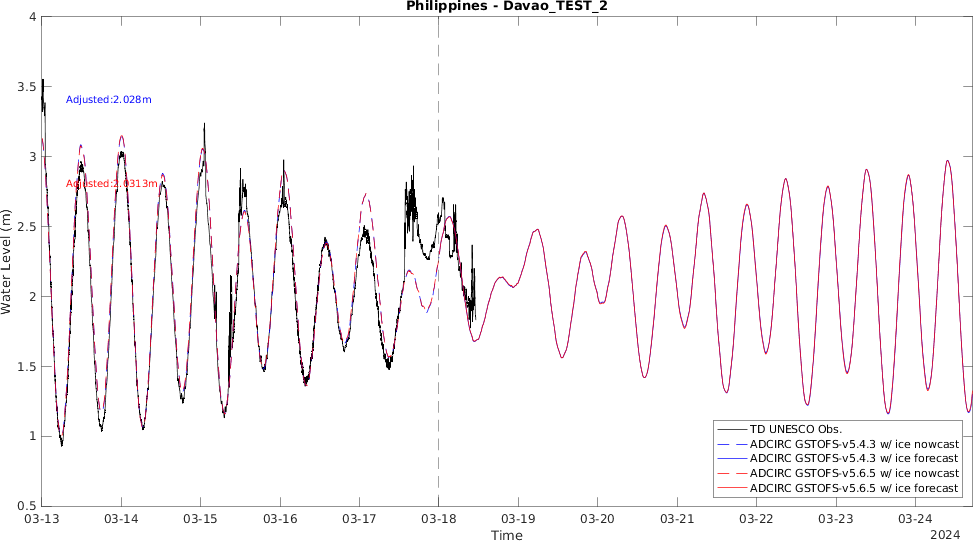 Philippines - Davao_TEST_2
4
3.5
3
2.5
2
1.5
1
0.5
Water Level (m)
Adjusted:2.028m
Adjusted:2.0313m
TD UNESCO Obs.
ADCIRC GSTOFS-v5.4.3 w/ ice nowcast
ADCIRC GSTOFS-v5.4.3 w/ ice forecast
ADCIRC GSTOFS-v5.6.5 w/ ice nowcast
ADCIRC GSTOFS-v5.6.5 w/ ice forecast
03-13 03-14 03-15 03-16 03-17 03-18 03-19 03-20 03-21 03-22 03-23 03-24
Time
2024